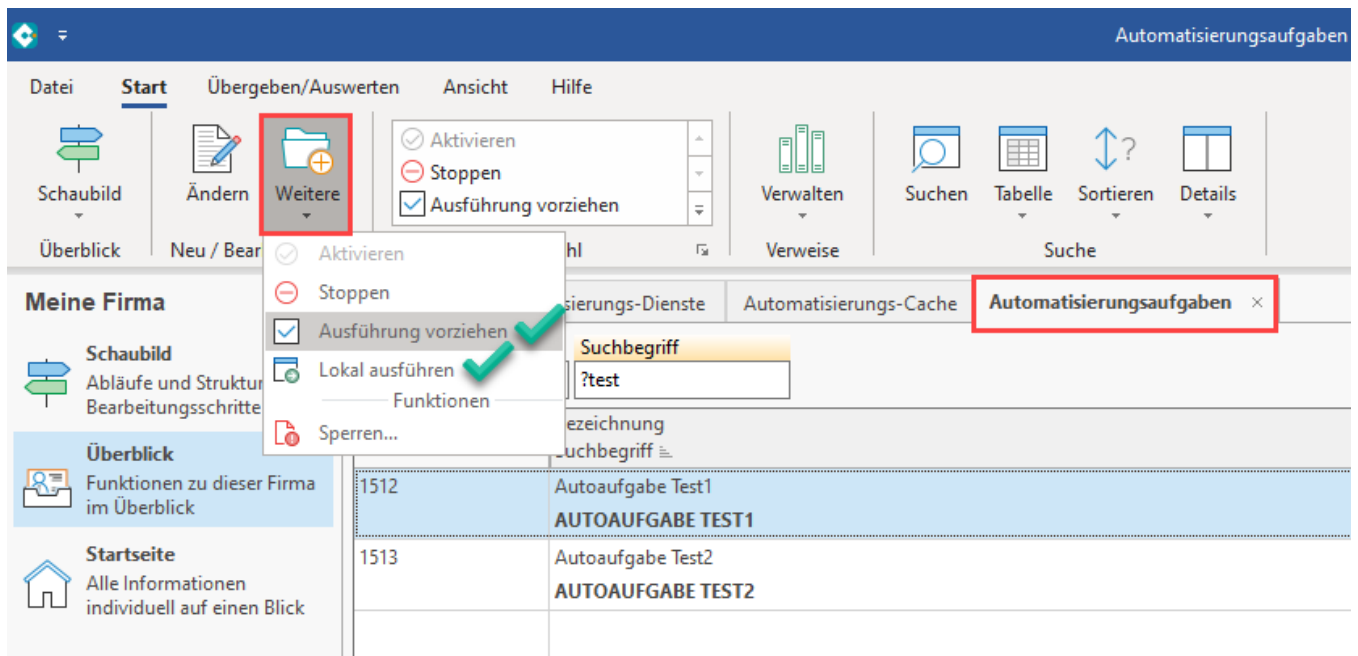 Automatisierungsaufgaben
Datei Start Übergeben/Auswerten Ansicht Hilfe
Schaubild
Ändern
Weitere
Aktivieren
Stoppen
Ausführung vorziehen
Verwalten
Suchen
Tabelle
Sortieren
Details
Überblick
Neu / Bear
hl
Verweise
Suche
Aktivieren
Stoppen
Ausführung vorziehen
Lokal ausführen
Funktionen
Sperren...
Meine Firma
Schaubild
Abläufe und Struktur
Bearbeitungsschritte
Überblick
Funktionen zu dieser Firma
im Überblick
Startseite
Alle Informationen
individuell auf einen Blick
sierungs-Dienste
Automatisierungs-Cache
Automatisierungsaufgaben ×
Suchbegriff
?test
ezeichnung
uchbegriff
1512
Autoaufgabe Test1
AUTOAUFGABE TEST1
1513
Autoaufgabe Test2
AUTOAUFGABE TEST2